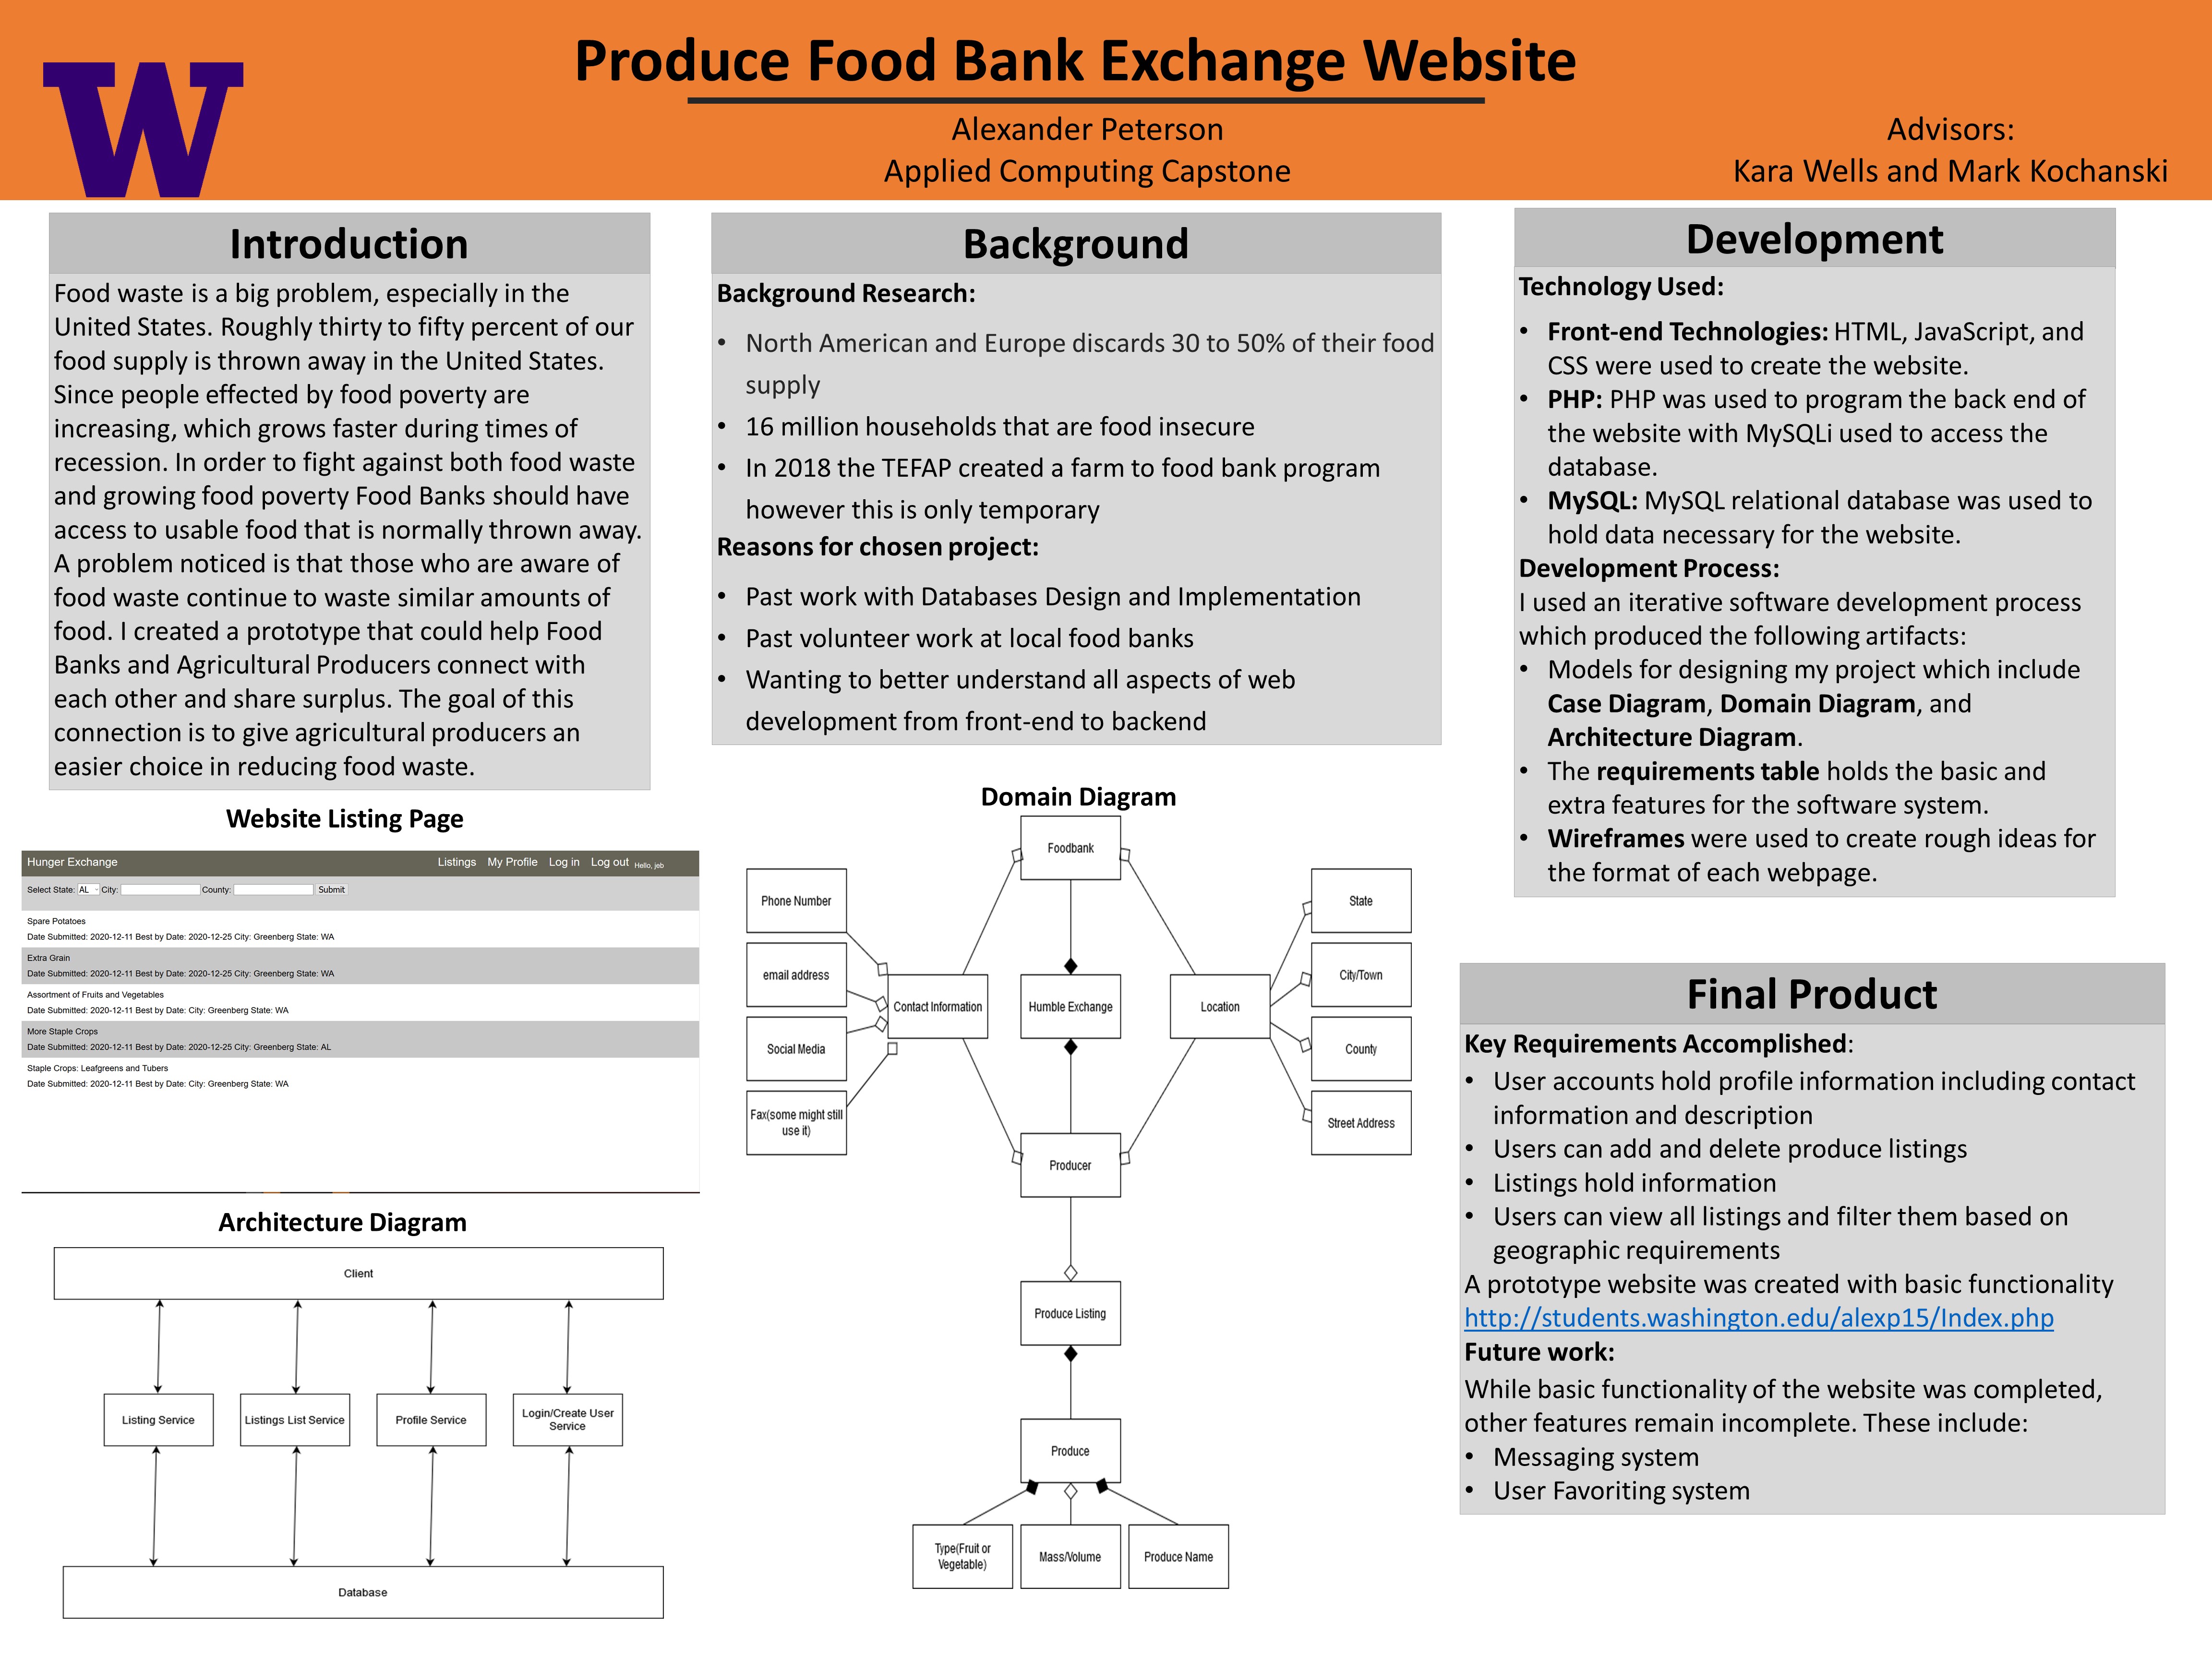 W
Produce Food Bank Exchange Website
Alexander Peterson
Applied Computing Capstone
Advisors:
Kara Wells and Mark Kochanski
Introduction
Food waste is a big problem, especially in the
United States. Roughly thirty to fifty percent of our
food supply is thrown away in the United States.
Since people effected by food poverty are
increasing, which grows faster during times of
recession. In order to fight against both food waste
and growing food poverty Food Banks should have
access to usable food that is normally thrown away.
A problem noticed is that those who are aware of
food waste continue to waste similar amounts of
food. I created a prototype that could help Food
Banks and Agricultural Producers connect with
each other and share surplus. The goal of this
connection is to give agricultural producers an
easier choice in reducing food waste.
Website Listing Page
Hunger Exchange Listings My Profile Log in Log out Hello, jeb
Select State: AL City: County: Submit
Spare Potatoes
Date Submitted: 2020-12-11 Best by Date: 2020-12-25 City: Greenberg State: WA
Extra Grain
Date Submitted: 2020-12-11 Best by Date: 2020-12-25 City: Greenberg State: WA
Assortment of Fruits and Vegetables
Date Submitted: 2020-12-11 Best by Date: City: Greenberg State: WA
More Staple Crops
Date Submitted: 2020-12-11 Best by Date: 2020-12-25 City: Greenberg State: AL
Staple Crops: Leafgreens and Tubers
Date Submitted: 2020-12-11 Best by Date: City: Greenberg State: WA
Architecture Diagram
Client
Listing Service
Listings List Service
Profile Service
Login/Create User
Service
Database
Background
Background Research:
• North American and Europe discards 30 to 50% of their food
supply
• 16 million households that are food insecure
• In 2018 the TEFAP created a farm to food bank program
however this is only temporary
Reasons for chosen project:
• Past work with Databases Design and Implementation
• Past volunteer work at local food banks
• Wanting to better understand all aspects of web
development from front-end to backend
Domain Diagram
Foodbank
Phone Number
email address
Social Media
Fax(some might still
use it)
Contact Information
Humble Exchange
Location
State
City/Town
County
Street Address
Producer
Produce Listing
Produce
Type(Fruit or
Vegetable)
Mass/Volume
Produce Name
Development
Technology Used:
• Front-end Technologies: HTML, JavaScript, and
CSS were used to create the website.
• PHP: PHP was used to program the back end of
the website with MySQLi used to access the
database.
• MySQL: MySQL relational database was used to
hold data necessary for the website.
Development Process:
I used an iterative software development process
which produced the following artifacts:
• Models for designing my project which include
Case Diagram, Domain Diagram, and
Architecture Diagram.
• The requirements table holds the basic and
extra features for the software system.
• Wireframes were used to create rough ideas for
the format of each webpage.
Final Product
Key Requirements Accomplished:
• User accounts hold profile information including contact
information and description
• Users can add and delete produce listings
• Listings hold information
• Users can view all listings and filter them based on
geographic requirements
A prototype website was created with basic functionality
http://students.washington.edu/alexp15/Index.php
Future work:
While basic functionality of the website was completed,
other features remain incomplete. These include:
• Messaging system
• User Favoriting system